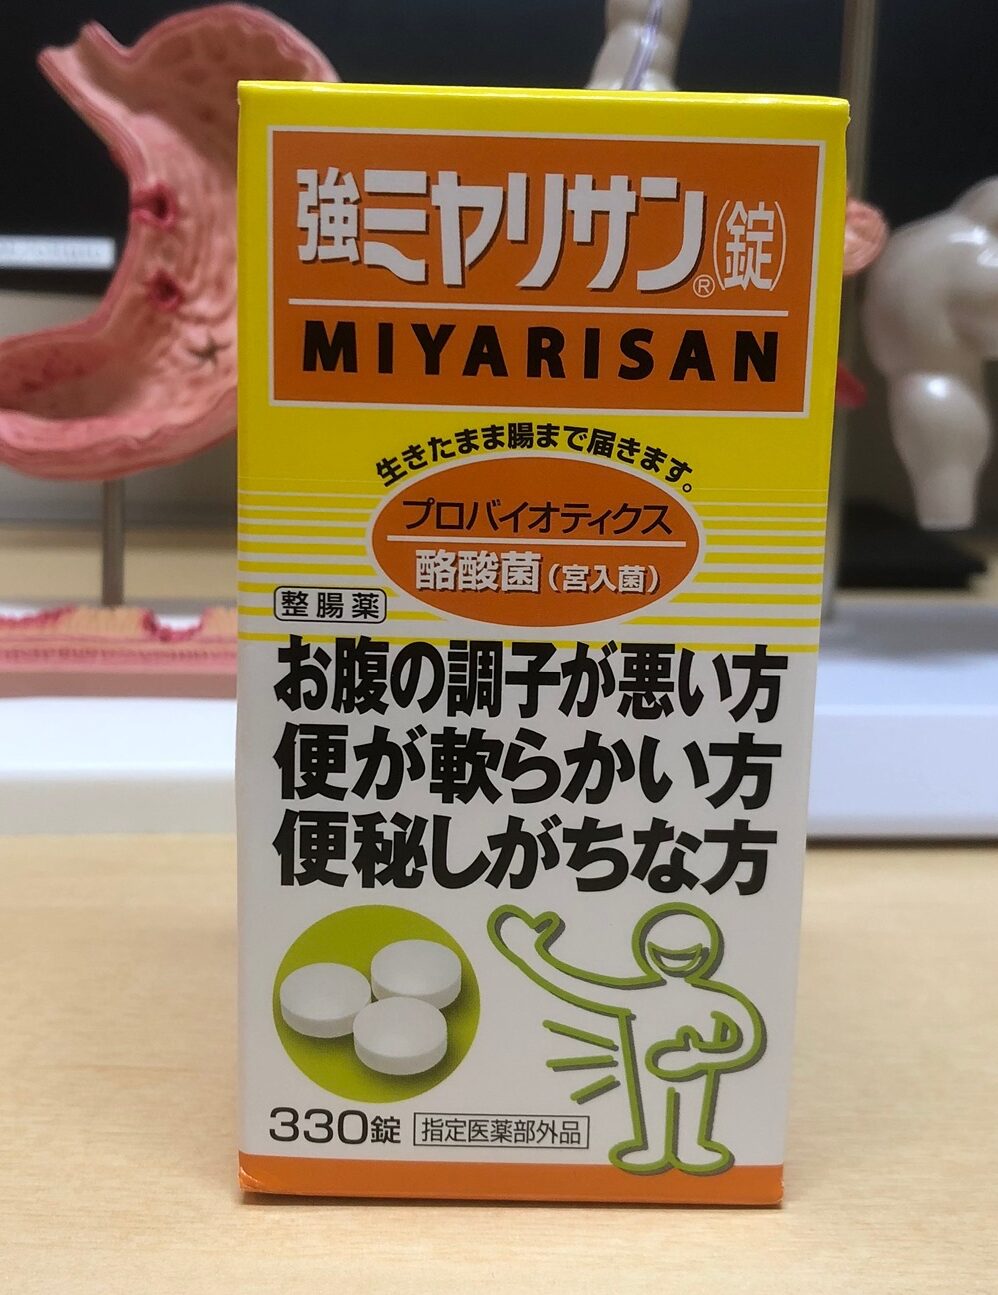 強ミヤリサン®(錠)
MIYARISAN
生きたまま腸まで届きます。
プロバイオティクス
酪酸菌(宮入菌)
整腸薬
お腹の調子が悪い方
便が軟らかい方
便秘しがちな方
330錠 指定医薬部外品